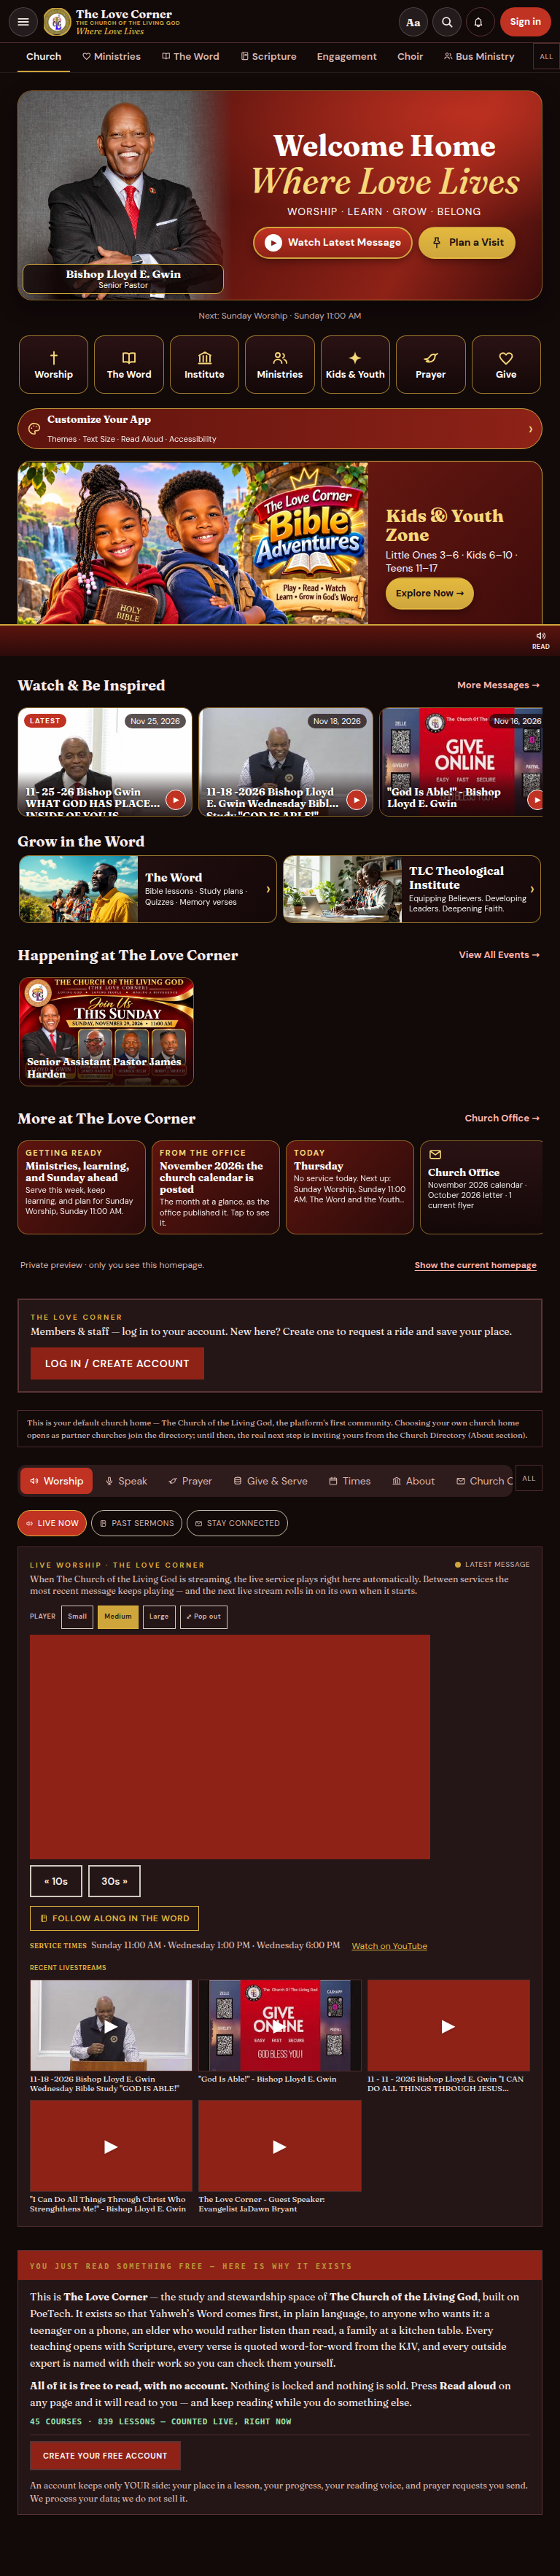 The Love Corner
THE CHURCH OF THE LIVING GOD
Where Love Lives
Aa
Sign in
Church
Ministries
The Word
Scripture
Engagement
Choir
Bus Ministry
ALL
Welcome Home
Where Love Lives
WORSHIP · LEARN · GROW · BELONG
Watch Latest Message
Plan a Visit
Bishop Lloyd E. Gwin
Senior Pastor
Next: Sunday Worship · Sunday 11:00 AM
Worship
The Word
Institute
Ministries
Kids & Youth
Prayer
Give
Customize Your App
Themes · Text Size · Read Aloud · Accessibility
The Love Corner
Bible
Adventures
Play • Read • Watch
Learn • Grow in God's Word
HOLY
BIBLE
Kids & Youth
Zone
Little Ones 3–6 · Kids 6–10 ·
Teens 11–17
Explore Now →
READ
Watch & Be Inspired
More Messages →
LATEST
Nov 25, 2026
11- 25 -26 Bishop Gwin
WHAT GOD HAS PLACE...
INSIDE OF YOU IS
Nov 18, 2026
11-18 -2026 Bishop Lloyd
E. Gwin Wednesday Bibl...
Study "GOD IS ABLE!"
Nov 16, 2026
GIVE
ONLINE
EASY FAST SECURE
"God Is Able!" - Bishop
Lloyd E. Gwin
Grow in the Word
The Word
Bible lessons · Study plans ·
Quizzes · Memory verses
TLC Theological
Institute
Equipping Believers. Developing
Leaders. Deepening Faith.
Happening at The Love Corner
View All Events →
THE CHURCH OF THE LIVING GOD
(THE LOVE CORNER)
Join Us
THIS SUNDAY
SUNDAY, NOVEMBER 29, 2026 • 11:00 AM
Senior Assistant Pastor James
Harden
More at The Love Corner
Church Office →
GETTING READY
Ministries, learning,
and Sunday ahead
Serve this week, keep
learning, and plan for Sunday
Worship, Sunday 11:00 AM.
FROM THE OFFICE
November 2026: the
church calendar is
posted
The month at a glance, as the
office published it. Tap to see
it.
TODAY
Thursday
No service today. Next up:
Sunday Worship, Sunday 11:00
AM. The Word and the Youth...
Church Office
November 2026 calendar ·
October 2026 letter · 1
current flyer
Private preview · only you see this homepage.
Show the current homepage
THE LOVE CORNER
Members & staff — log in to your account. New here? Create one to request a ride and save your place.
LOG IN / CREATE ACCOUNT
This is your default church home — The Church of the Living God, the platform's first community. Choosing your own church home
opens as partner churches join the directory; until then, the real next step is inviting yours from the Church Directory (About section).
Worship
Speak
Prayer
Give & Serve
Times
About
Church O
ALL
LIVE NOW
PAST SERMONS
STAY CONNECTED
LIVE WORSHIP · THE LOVE CORNER
LATEST MESSAGE
When The Church of the Living God is streaming, the live service plays right here automatically. Between services the
most recent message keeps playing — and the next live stream rolls in on its own when it starts.
PLAYER
Small
Medium
Large
Pop out
« 10s
30s »
FOLLOW ALONG IN THE WORD
SERVICE TIMES Sunday 11:00 AM · Wednesday 1:00 PM · Wednesday 6:00 PM
Watch on YouTube
RECENT LIVESTREAMS
The Church Of The Living God
ZELLE
CASHAPP
GIVELIFY
PAYPAL
GIVE
ONLINE
EASY FAST SECURE
GOD BLESS YOU !
11-18 -2026 Bishop Lloyd E. Gwin
Wednesday Bible Study "GOD IS ABLE!"
"God Is Able!" - Bishop Lloyd E. Gwin
11 - 11 - 2026 Bishop Lloyd E. Gwin "I CAN
DO ALL THINGS THROUGH JESUS...
"I Can Do All Things Through Christ Who
Strengthens Me!" - Bishop Lloyd E. Gwin
The Love Corner - Guest Speaker:
Evangelist JaDawn Bryant
YOU JUST READ SOMETHING FREE — HERE IS WHY IT EXISTS
This is The Love Corner — the study and stewardship space of The Church of the Living God, built on
PoeTech. It exists so that Yahweh's Word comes first, in plain language, to anyone who wants it: a
teenager on a phone, an elder who would rather listen than read, a family at a kitchen table. Every
teaching opens with Scripture, every verse is quoted word-for-word from the KJV, and every outside
expert is named with their work so you can check them yourself.
All of it is free to read, with no account. Nothing is locked and nothing is sold. Press Read aloud on
any page and it will read to you — and keep reading while you do something else.
45 COURSES · 839 LESSONS — COUNTED LIVE, RIGHT NOW
CREATE YOUR FREE ACCOUNT
An account keeps only YOUR side: your place in a lesson, your progress, your reading voice, and prayer requests you send.
We process your data; we do not sell it.